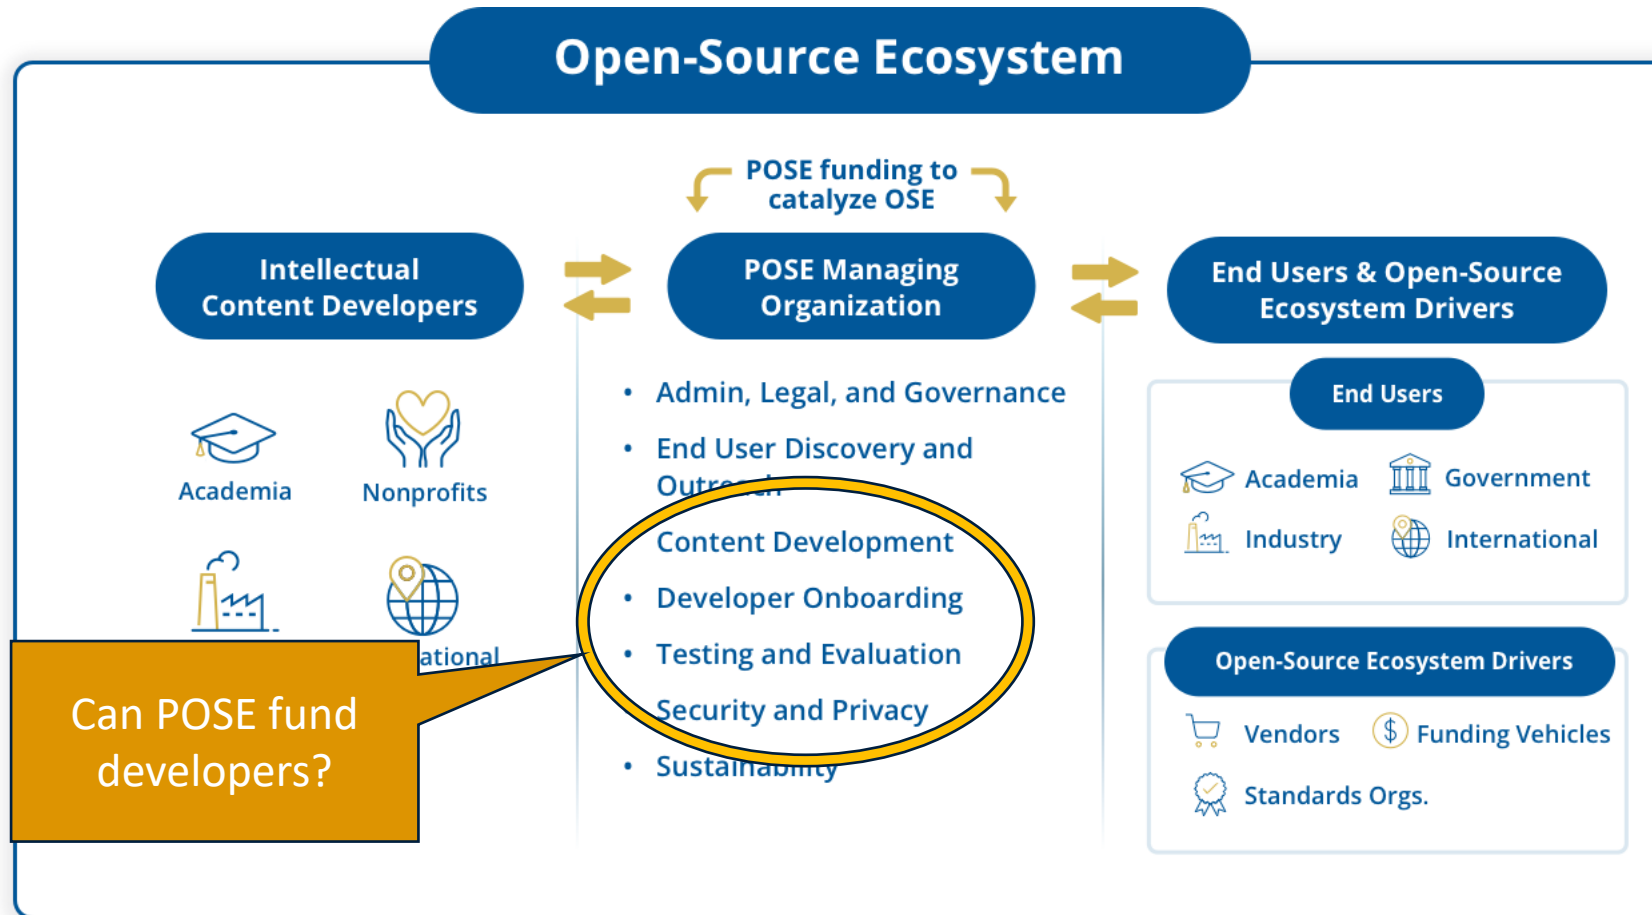 Open-Source Ecosystem
POSE funding to
catalyze OSE
Intellectual
Content Developers
POSE Managing
Organization
End Users & Open-Source
Ecosystem Drivers
Academia
Nonprofits
ational
• Admin, Legal, and Governance
• End User Discovery and
Outreach
Content Development
• Developer Onboarding
• Testing and Evaluation
Security and Privacy
• Sustainability
End Users
Academia
Government
Industry
International
Open-Source Ecosystem Drivers
Vendors
Funding Vehicles
Standards Orgs.
Can POSE fund
developers?